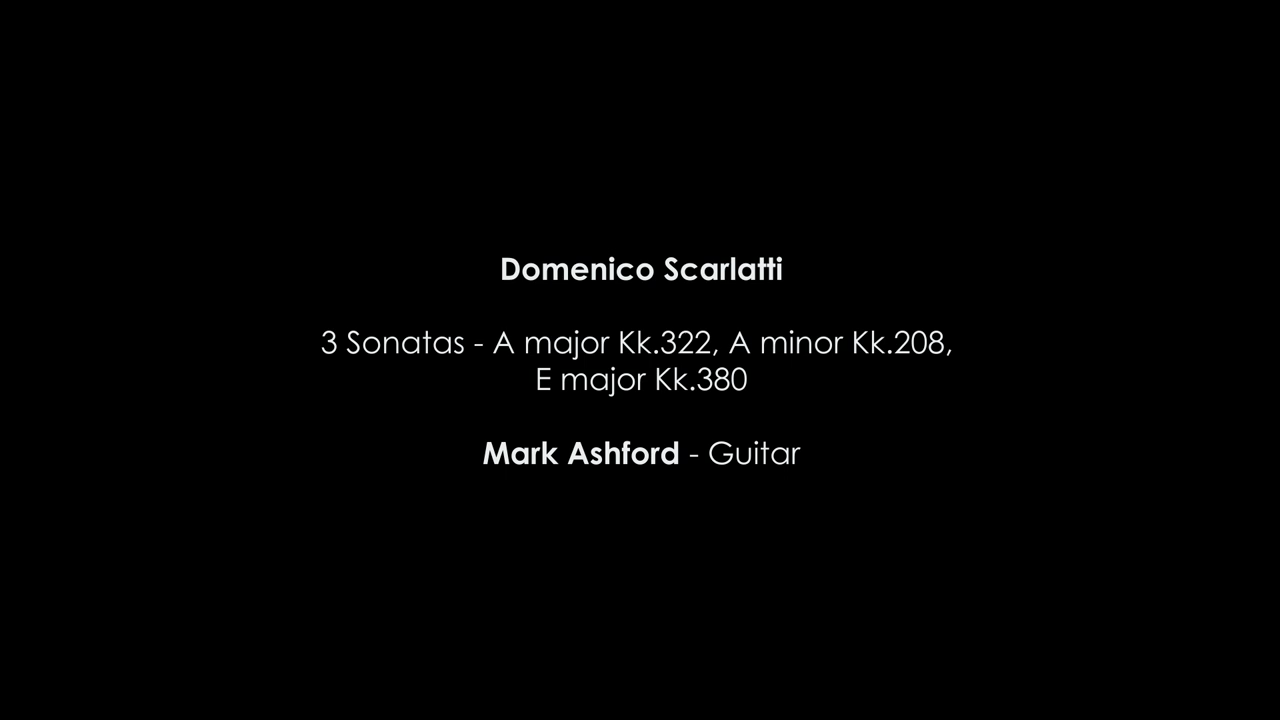 Domenico Scarlatti
3 Sonatas - A major Kk.322, A minor Kk.208,
E major Kk.380
Mark Ashford - Guitar